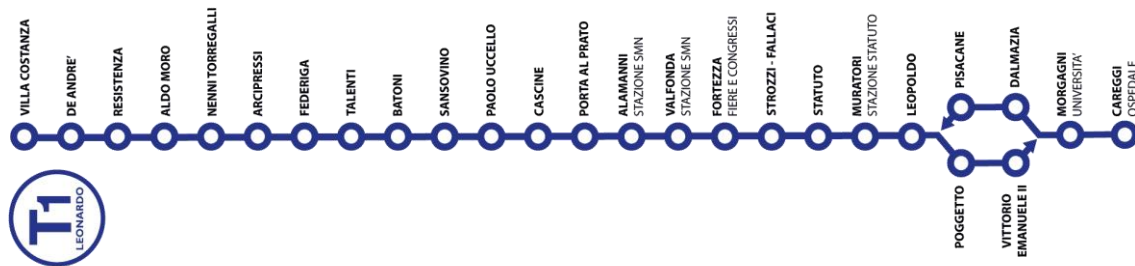 VILLA COSTANZA
DE ANDRE'
RESISTENZA
ALDO MORO
NENNI TORREGALLI
ARCIPRESSI
FEDERIGA
TALENTI
BATONI
SANSOVINO
PAOLO UCCELLO
CASCINE
PORTA AL PRATO
ALAMANNI
STAZIONE SMN
VALFONDA
STAZIONE SMN
FORTEZZA
FIERE E CONGRESSI
STROZZI - FALLACI
STATUTO
MURATORI
STAZIONE STATUTO
LEOPOLDO
PISACANE
DALMAZIA
POGGETTO
VITTORIO
EMANUELE II
MORGAGNI
UNIVERSITA'
CAREGGI
OSPEDALE
T1
LEONARDO